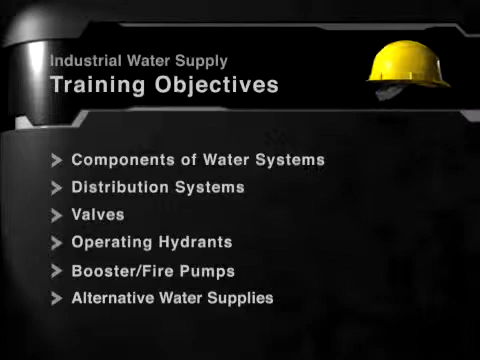 Industrial Water Supply
Training Objectives
Components of Water Systems
Distribution Systems
Valves
Operating Hydrants
Booster/Fire Pumps
Alternative Water Supplies